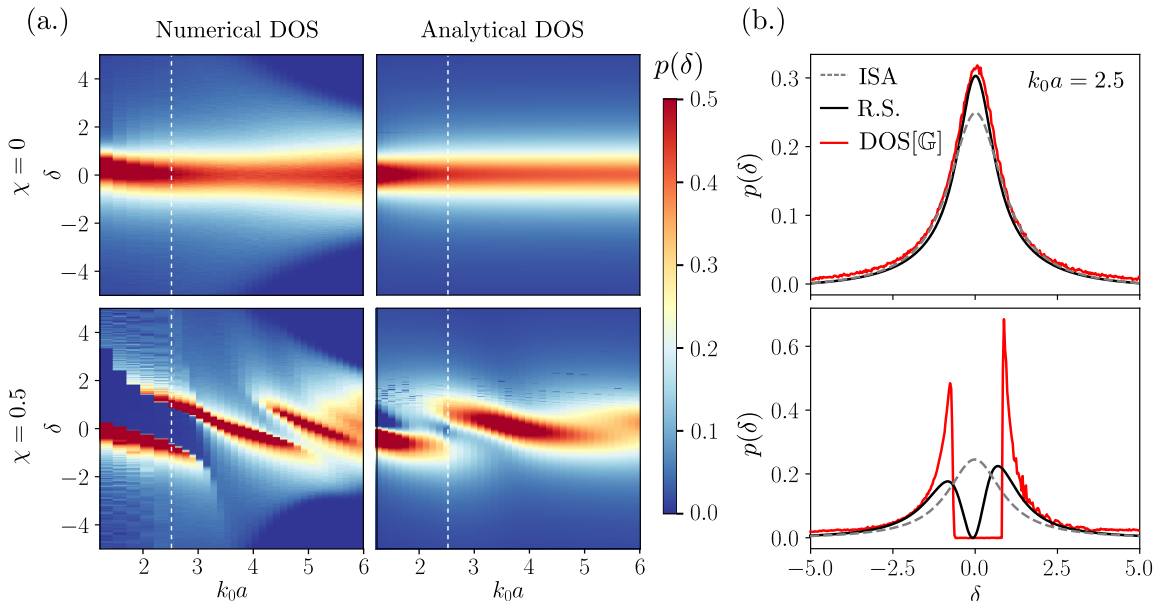 (a.)
Numerical DOS
Analytical DOS
p(δ)
χ = 0
δ
4
2
0
−2
−4
0.5
0.4
0.3
0.2
0.1
0.0
χ = 0.5
δ
4
2
0
−2
−4
2 3 4 5 6
k₀a
2 3 4 5 6
k₀a
(b.)
ISA
R.S.
DOS[𝔾]
k₀a = 2.5
p(δ)
0.3
0.2
0.1
0.0
p(δ)
0.6
0.4
0.2
0.0
−5.0 −2.5 0.0 2.5 5.0
δ